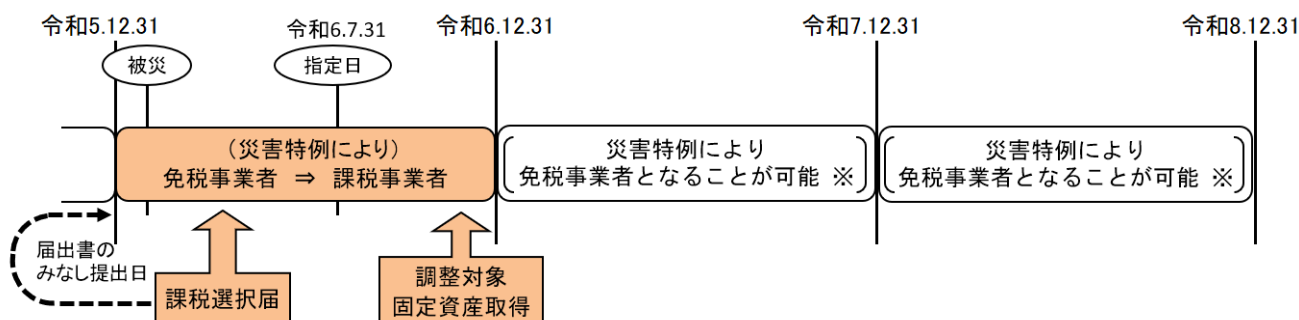 令和5.12.31
令和6.7.31
令和6.12.31
令和7.12.31
令和8.12.31
被災
指定日
(災害特例により)
免税事業者 ⇒ 課税事業者
災害特例により
免税事業者となることが可能 ※
災害特例により
免税事業者となることが可能 ※
届出書の
みなし提出日
課税選択届
調整対象
固定資産取得